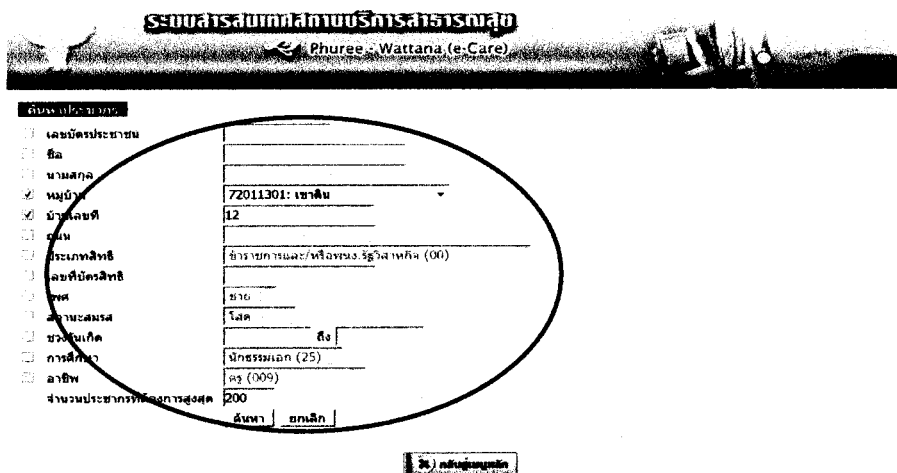 ระบบสารสนเทศสถานบริการสาธารณสุข
Phuree - Wattana (e-Care)
ค้นหาประชากร
เลขบัตรประชาชน
ชื่อ
นามสกุล
หมู่บ้าน 72011301: เขาดิน
บ้านเลขที่ 12
ถนน
ประเภทสิทธิ ข้าราชการและ/หรือพนง.รัฐวิสาหกิจ (00)
เลขที่บัตรสิทธิ
เพศ ชาย
สถานะสมรส โสด
ช่วงวันเกิด ถึง
การศึกษา นักธรรมเอก (25)
อาชีพ ครู (009)
จำนวนประชากรที่ต้องการสูงสุด 200
ค้นหา ยกเลิก
กลับสู่เมนูหลัก